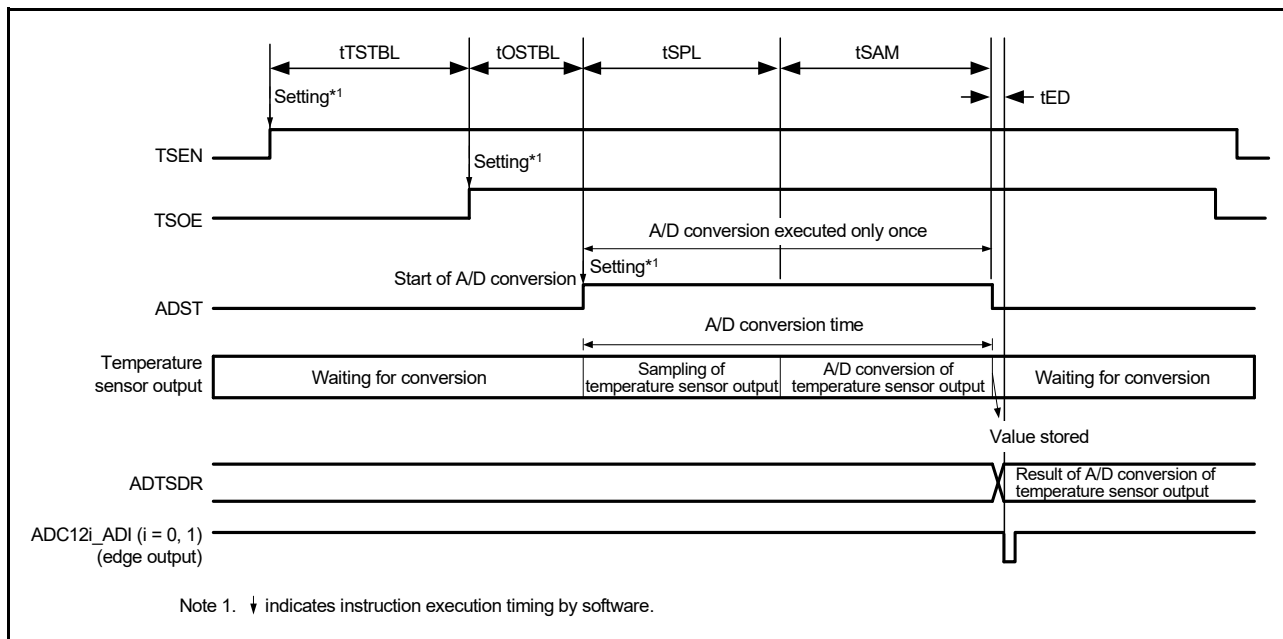 tTSTBL tOSTBL tSPL tSAM
tED
Setting*1
TSEN
Setting*1
TSOE
A/D conversion executed only once
Start of A/D conversion Setting*1
ADST
A/D conversion time
Temperature
sensor output
Waiting for conversion
Sampling of
temperature sensor output
A/D conversion of
temperature sensor output
Waiting for conversion
Value stored
ADTSDR
Result of A/D conversion of
temperature sensor output
ADC12i_ADI (i = 0, 1)
(edge output)
Note 1. ↓ indicates instruction execution timing by software.